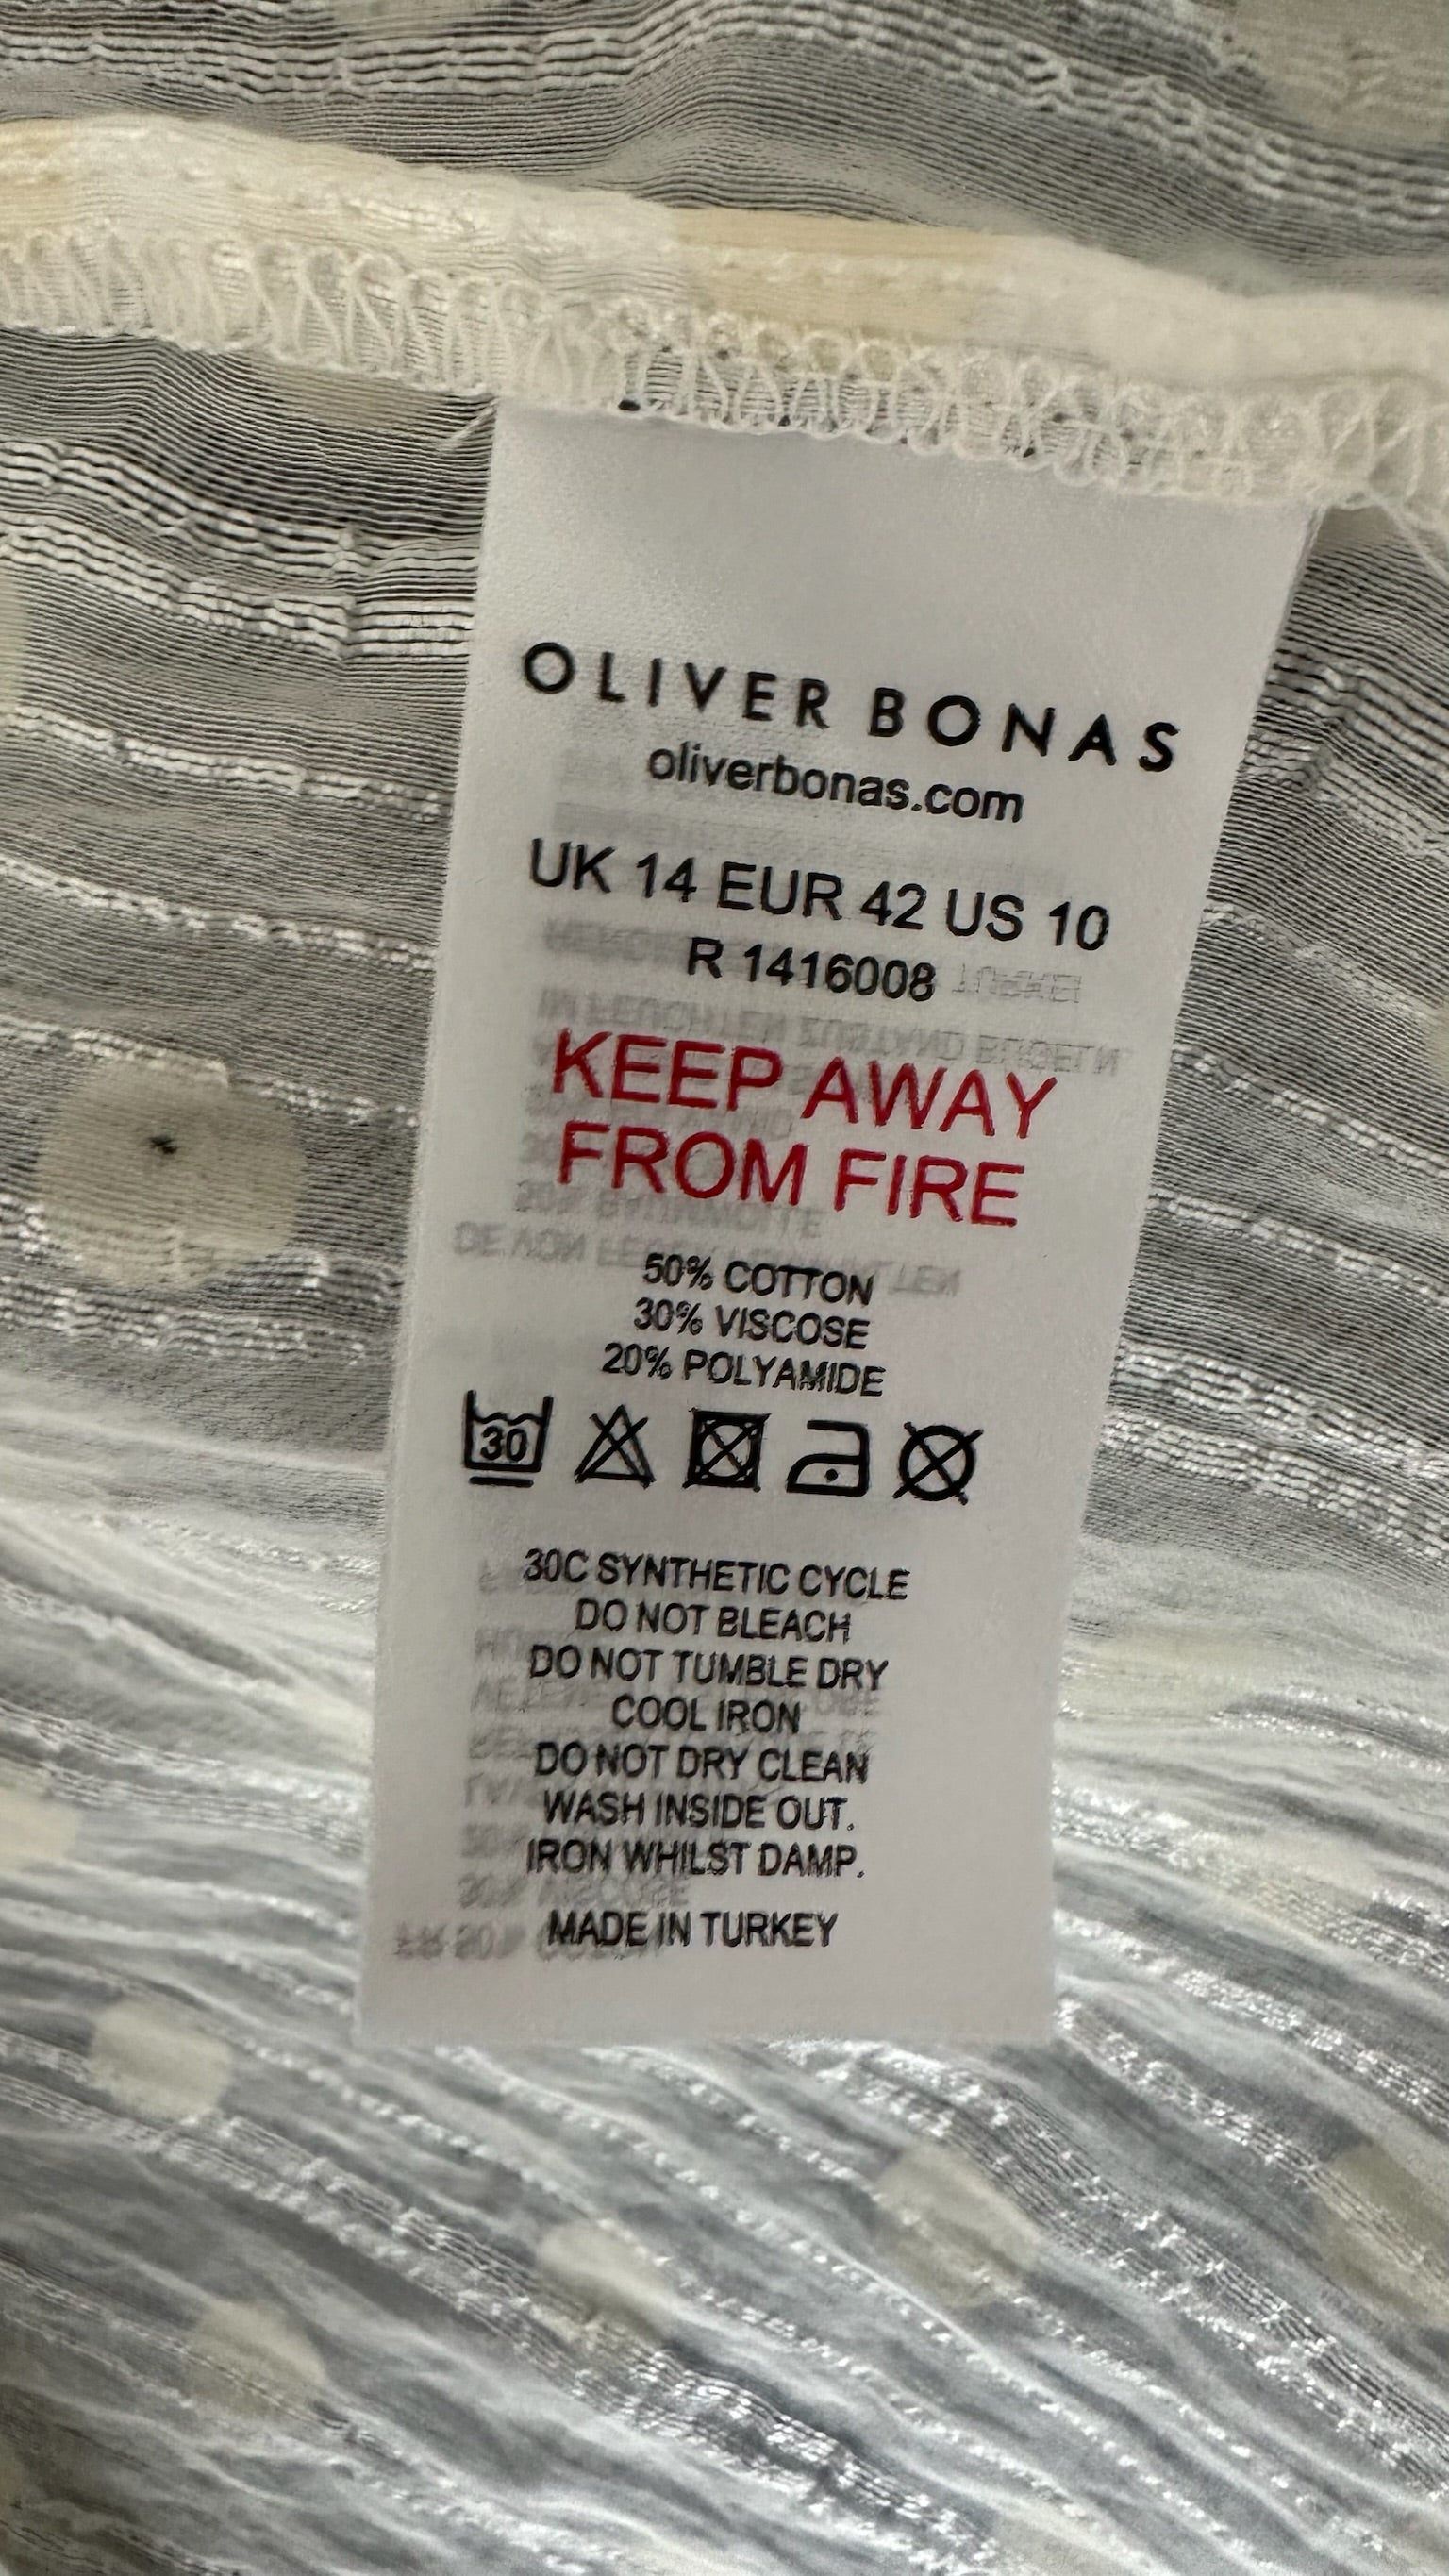 OLIVER BONAS
oliverbonas.com
UK 14 EUR 42 US 10
R 1416008
KEEP AWAY
FROM FIRE
50% COTTON
30% VISCOSE
20% POLYAMIDE
30
30C SYNTHETIC CYCLE
DO NOT BLEACH
DO NOT TUMBLE DRY
COOL IRON
DO NOT DRY CLEAN
WASH INSIDE OUT.
IRON WHILST DAMP.
MADE IN TURKEY